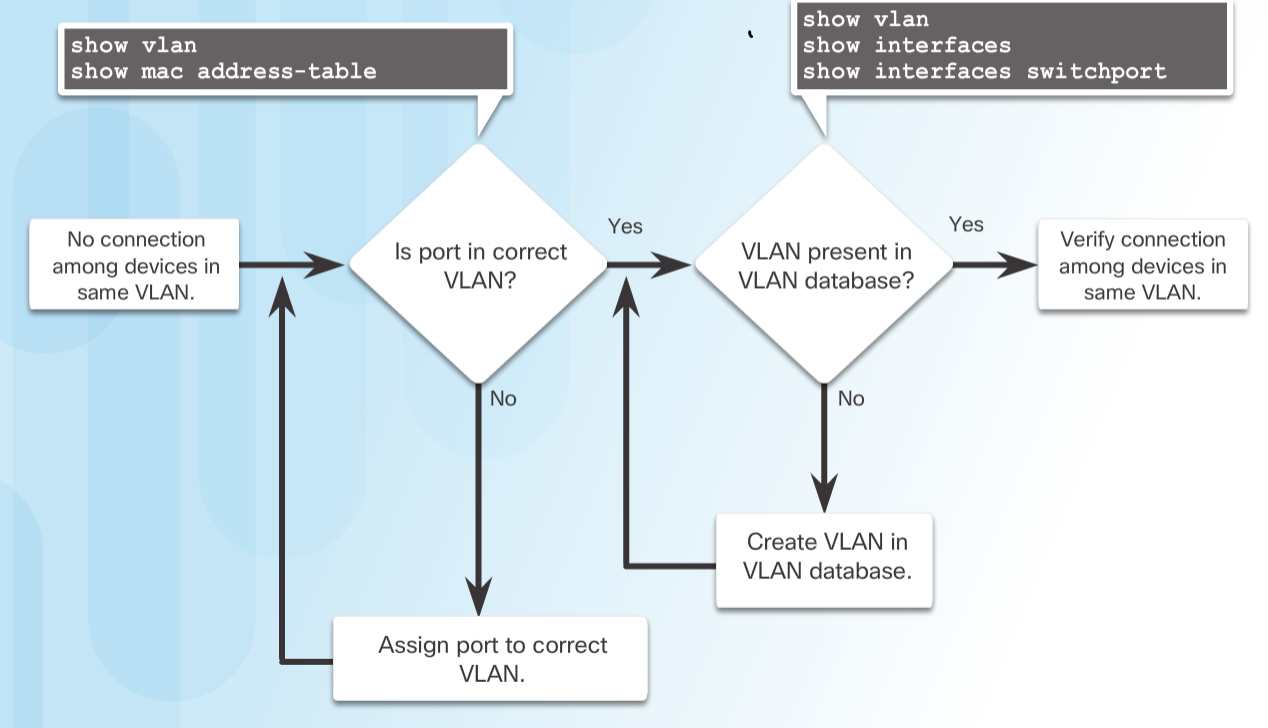 show vlan
show mac address-table
show vlan
show interfaces
show interfaces switchport
No connection
among devices in
same VLAN.
Is port in correct
VLAN?
Yes
VLAN present in
VLAN database?
Yes
Verify connection
among devices in
same VLAN.
No
No
Create VLAN in
VLAN database.
Assign port to correct
VLAN.